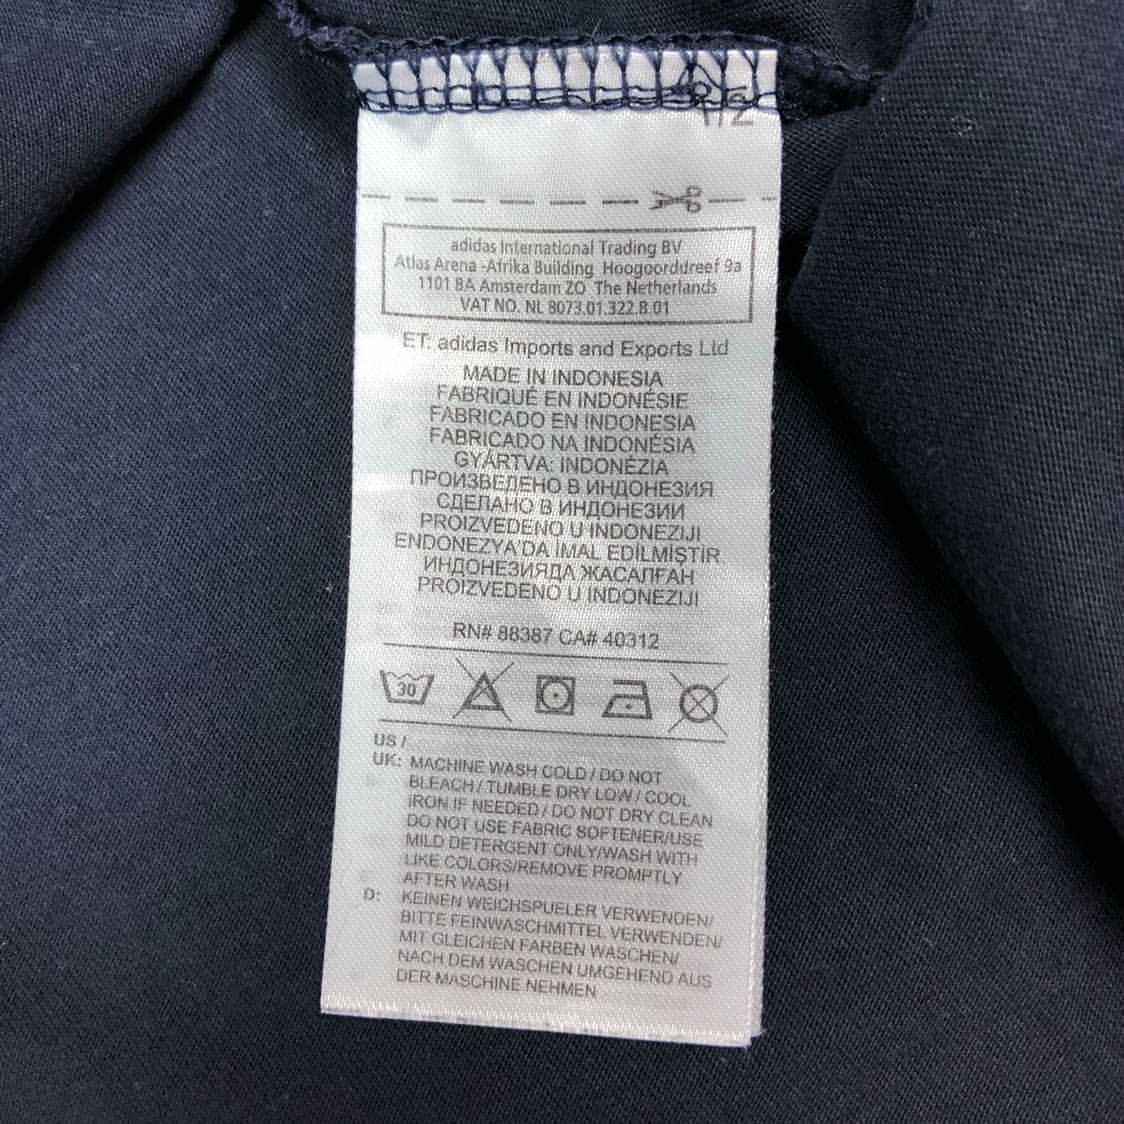 adidas International Trading BV
Atlas Arena -Afrika Building Hoogoorddreef 9a
1101 BA Amsterdam ZO The Netherlands
VAT NO. NL 8073.01.322.B.01
ET: adidas Imports and Exports Ltd
MADE IN INDONESIA
FABRIQUÉ EN INDONÉSIE
FABRICADO EN INDONESIA
FABRICADO NA INDONÉSIA
GYÁRTVA: INDONÉZIA
ПРОИЗВЕДЕНО В ИНДОНЕЗИЯ
СДЕЛАНО В ИНДОНЕЗИИ
PROIZVEDENO U INDONEZIJI
ENDONEZYA'DA İMAL EDİLMİŞTİR
ИНДОНЕЗИЯДА ЖАСАЛҒАН
PROIZVEDENO U INDONEZIJI
RN# 88387 CA# 40312
30
US /
UK: MACHINE WASH COLD / DO NOT
BLEACH / TUMBLE DRY LOW / COOL
IRON IF NEEDED / DO NOT DRY CLEAN
DO NOT USE FABRIC SOFTENER/USE
MILD DETERGENT ONLY/WASH WITH
LIKE COLORS/REMOVE PROMPTLY
AFTER WASH
D: KEINEN WEICHSPUELER VERWENDEN/
BITTE FEINWASCHMITTEL VERWENDEN/
MIT GLEICHEN FARBEN WASCHEN/
NACH DEM WASCHEN UMGEHEND AUS
DER MASCHINE NEHMEN